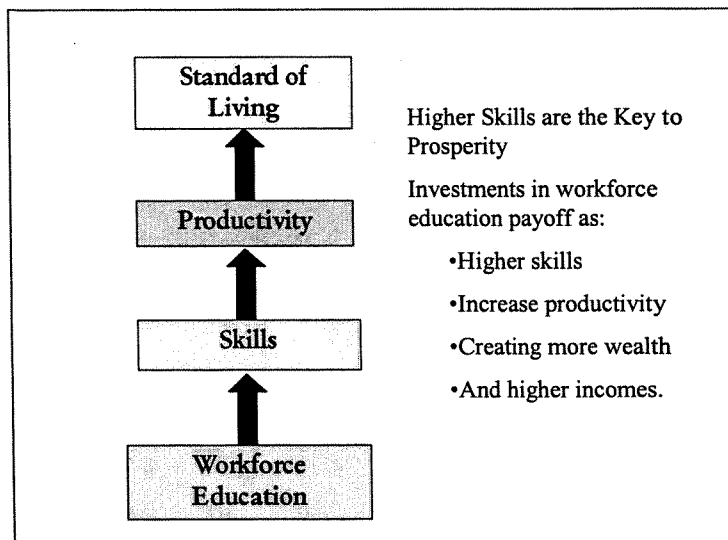 Standard of
Living
Productivity
Skills
Workforce
Education
Higher Skills are the Key to
Prosperity
Investments in workforce
education payoff as:
•Higher skills
•Increase productivity
•Creating more wealth
•And higher incomes.